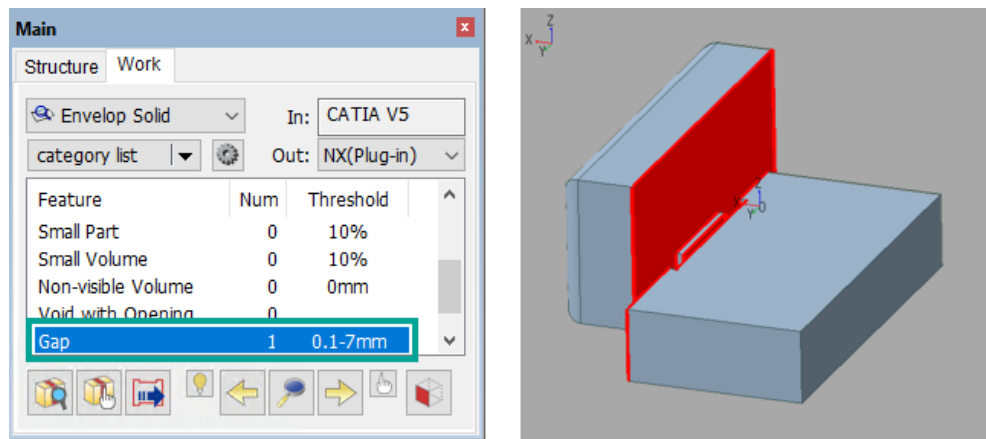 Main
x
Structure Work
Envelop Solid In: CATIA V5
category list Out: NX(Plug-in)
Feature Num Threshold
Small Part 0 10%
Small Volume 0 10%
Non-visible Volume 0 0mm
Void with Opening 0
Gap 1 0.1-7mm
Z
X
Y
Z
X
Y 0